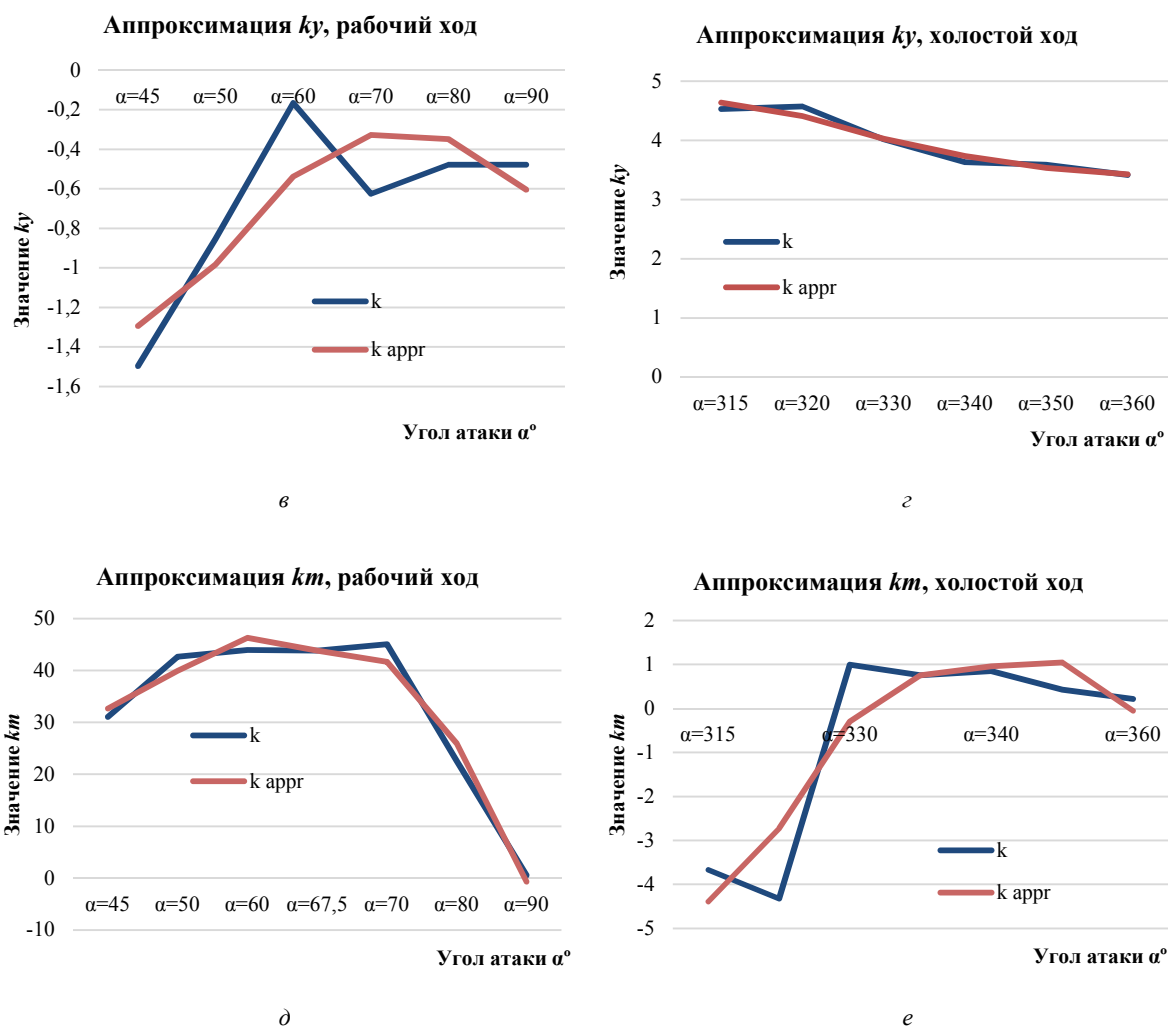 Аппроксимация ky, рабочий ход
0
-0,2
-0,4
-0,6
-0,8
-1
-1,2
-1,4
-1,6
α=45 α=50 α=60 α=70 α=80 α=90
Значение ky
k
k appr
Угол атаки αº
в
Аппроксимация ky, холостой ход
5
4
3
2
1
0
Значение ky
k
k appr
α=315 α=320 α=330 α=340 α=350 α=360
Угол атаки αº
г
Аппроксимация km, рабочий ход
50
40
30
20
10
0
-10
Значение km
k
k appr
α=45 α=50 α=60 α=67,5 α=70 α=80 α=90
Угол атаки αº
д
Аппроксимация km, холостой ход
2
1
0
-1
-2
-3
-4
-5
α=315 α=330 α=340 α=360
Значение km
k
k appr
Угол атаки αº
е